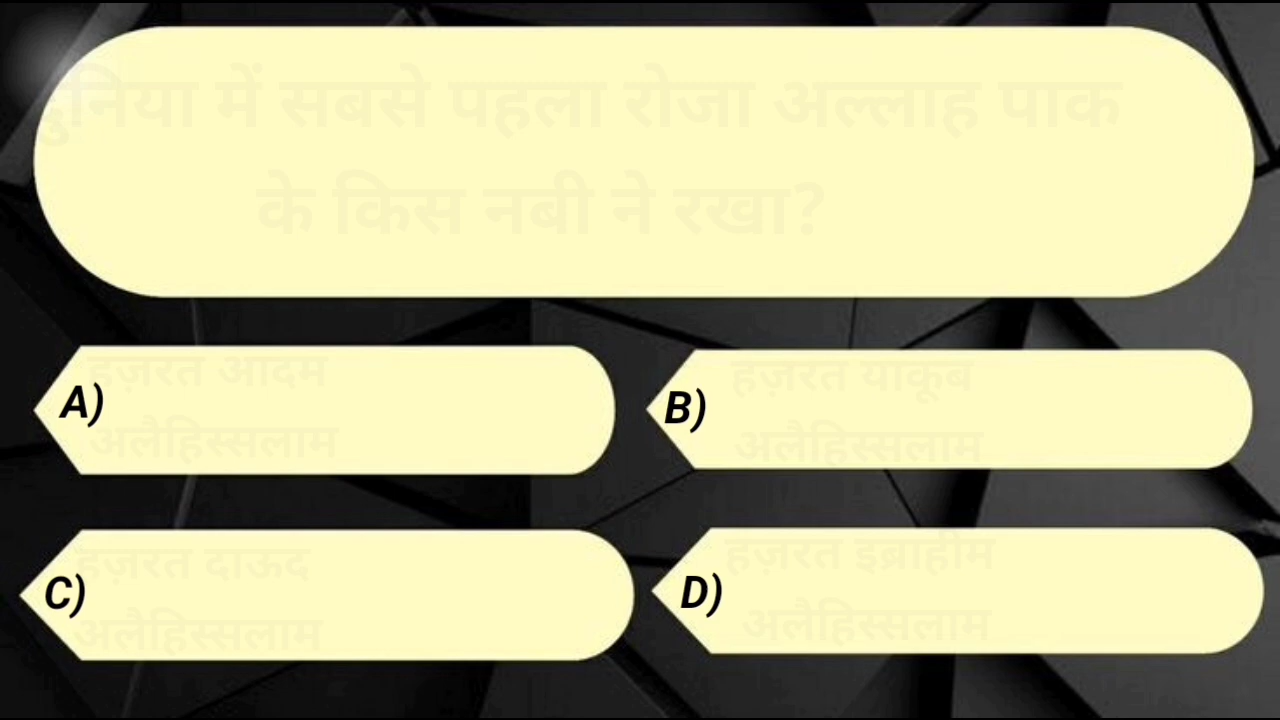 दुनिया में सबसे पहला रोजा अल्लाह पाक
के किस नबी ने रखा?
A) हज़रत आदम
अलैहिस्सलाम
B) हज़रत याकूब
अलैहिस्सलाम
C) हज़रत दाऊद
अलैहिस्सलाम
D) हज़रत इब्राहीम
अलैहिस्सलाम